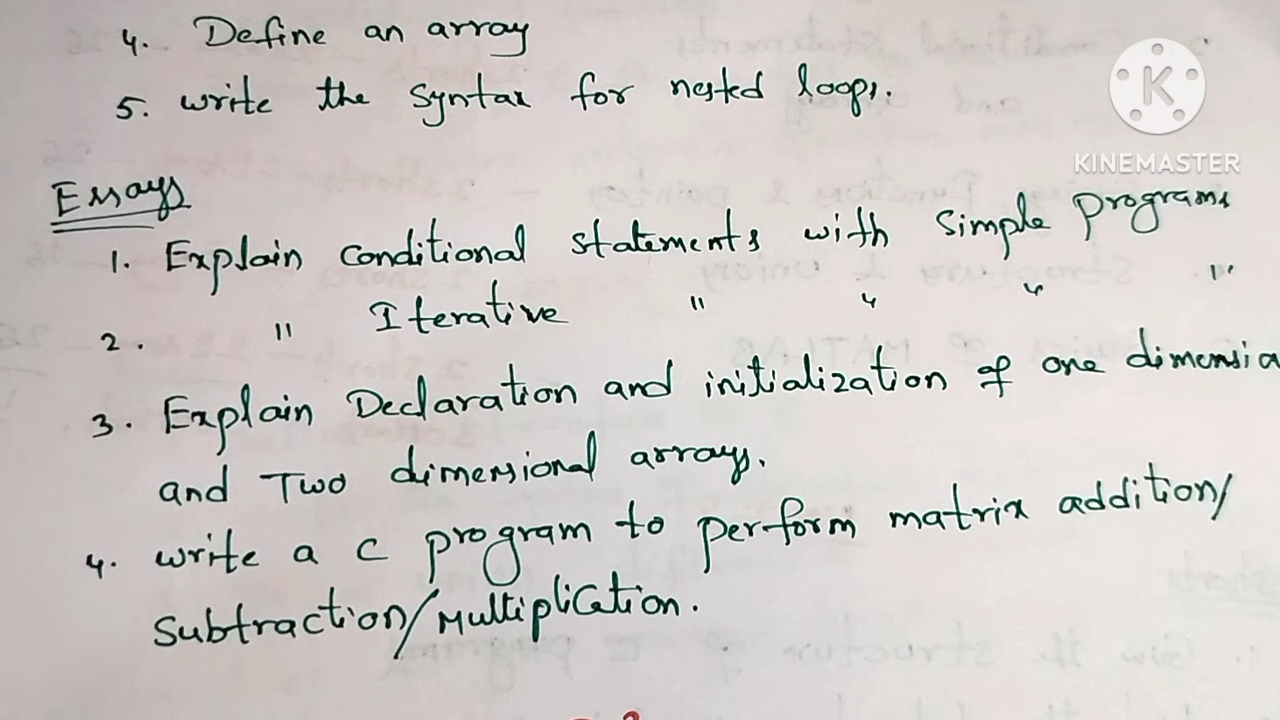 4. Define an array
5. write the syntax for nested loops.
KINEMASTER
Essays
1. Explain conditional statements with simple programs
2. " Iterative " " " "
3. Explain Declaration and initialization of one dimensio
and Two dimensional arrays.
4. write a c program to perform matrix addition/
subtraction/Multiplication.